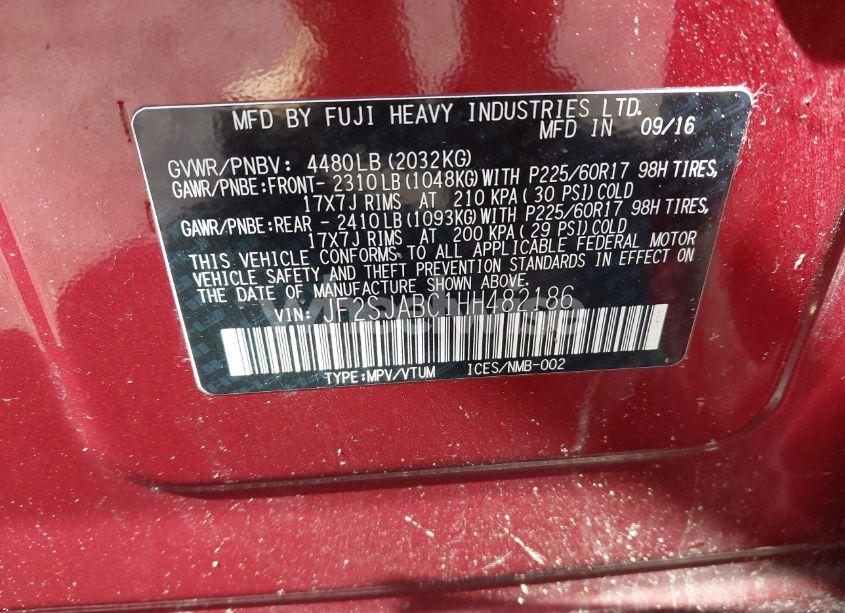 MFD BY FUJI HEAVY INDUSTRIES LTD.
MFD IN 09/16
GVWR/PNBV: 4480LB(2032KG)
GAWR/PNBE:FRONT- 2310LB(1048KG)WITH P225/60R17 98H TIRES,
17X7J RIMS AT 210 KPA( 30 PSI)COLD
GAWR/PNBE:REAR - 2410LB(1093KG)WITH P225/60R17 98H TIRES,
17X7J RIMS AT 200 KPA( 29 PSI)COLD
THIS VEHICLE CONFORMS TO ALL APPLICABLE FEDERAL MOTOR
VEHICLE SAFETY AND THEFT PREVENTION STANDARDS IN EFFECT ON
THE DATE OF MANUFACTURE SHOWN ABOVE.
VIN: JF2SJABC1HH482186
TYPE:MPV/VTUM ICES/NMB-002